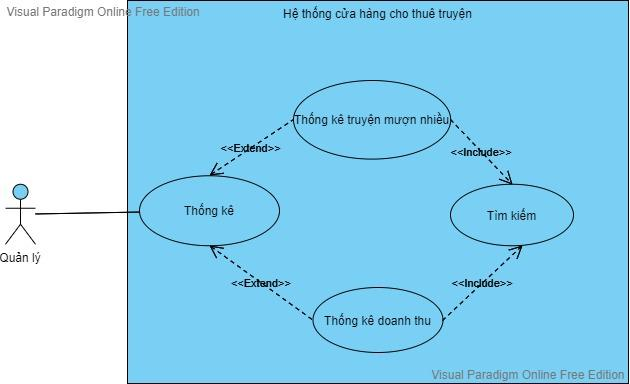 Visual Paradigm Online Free Edition
Hệ thống cửa hàng cho thuê truyện
Thống kê truyện mượn nhiều
<<Extend>>
<<Include>>
Thống kê
Tìm kiếm
Quản lý
<<Extend>>
<<Include>>
Thống kê doanh thu
Visual Paradigm Online Free Edition